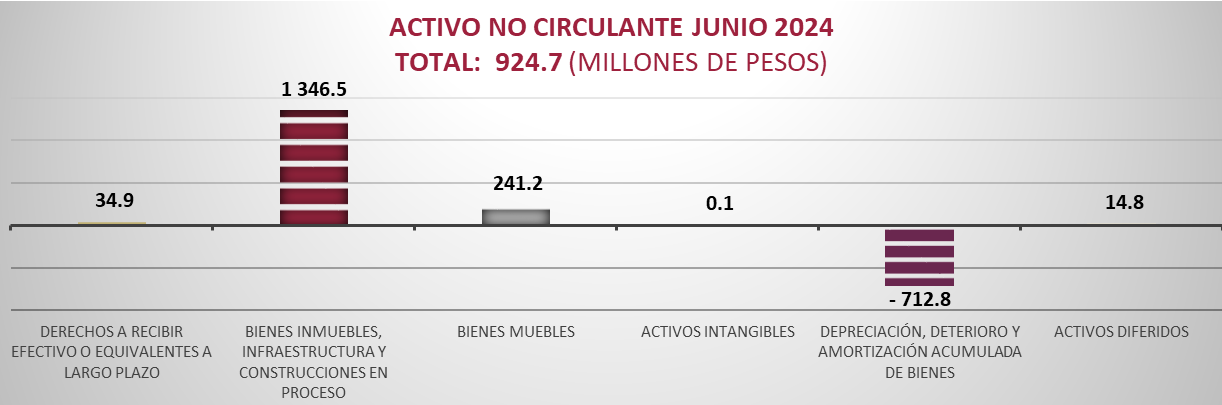 ACTIVO NO CIRCULANTE JUNIO 2024
TOTAL: 924.7 (MILLONES DE PESOS)
34.9
1 346.5
241.2
0.1
- 712.8
14.8
DERECHOS A RECIBIR
EFECTIVO O EQUIVALENTES A
LARGO PLAZO
BIENES INMUEBLES,
INFRAESTRUCTURA Y
CONSTRUCCIONES EN
PROCESO
BIENES MUEBLES
ACTIVOS INTANGIBLES
DEPRECIACIÓN, DETERIORO Y
AMORTIZACIÓN ACUMULADA
DE BIENES
ACTIVOS DIFERIDOS